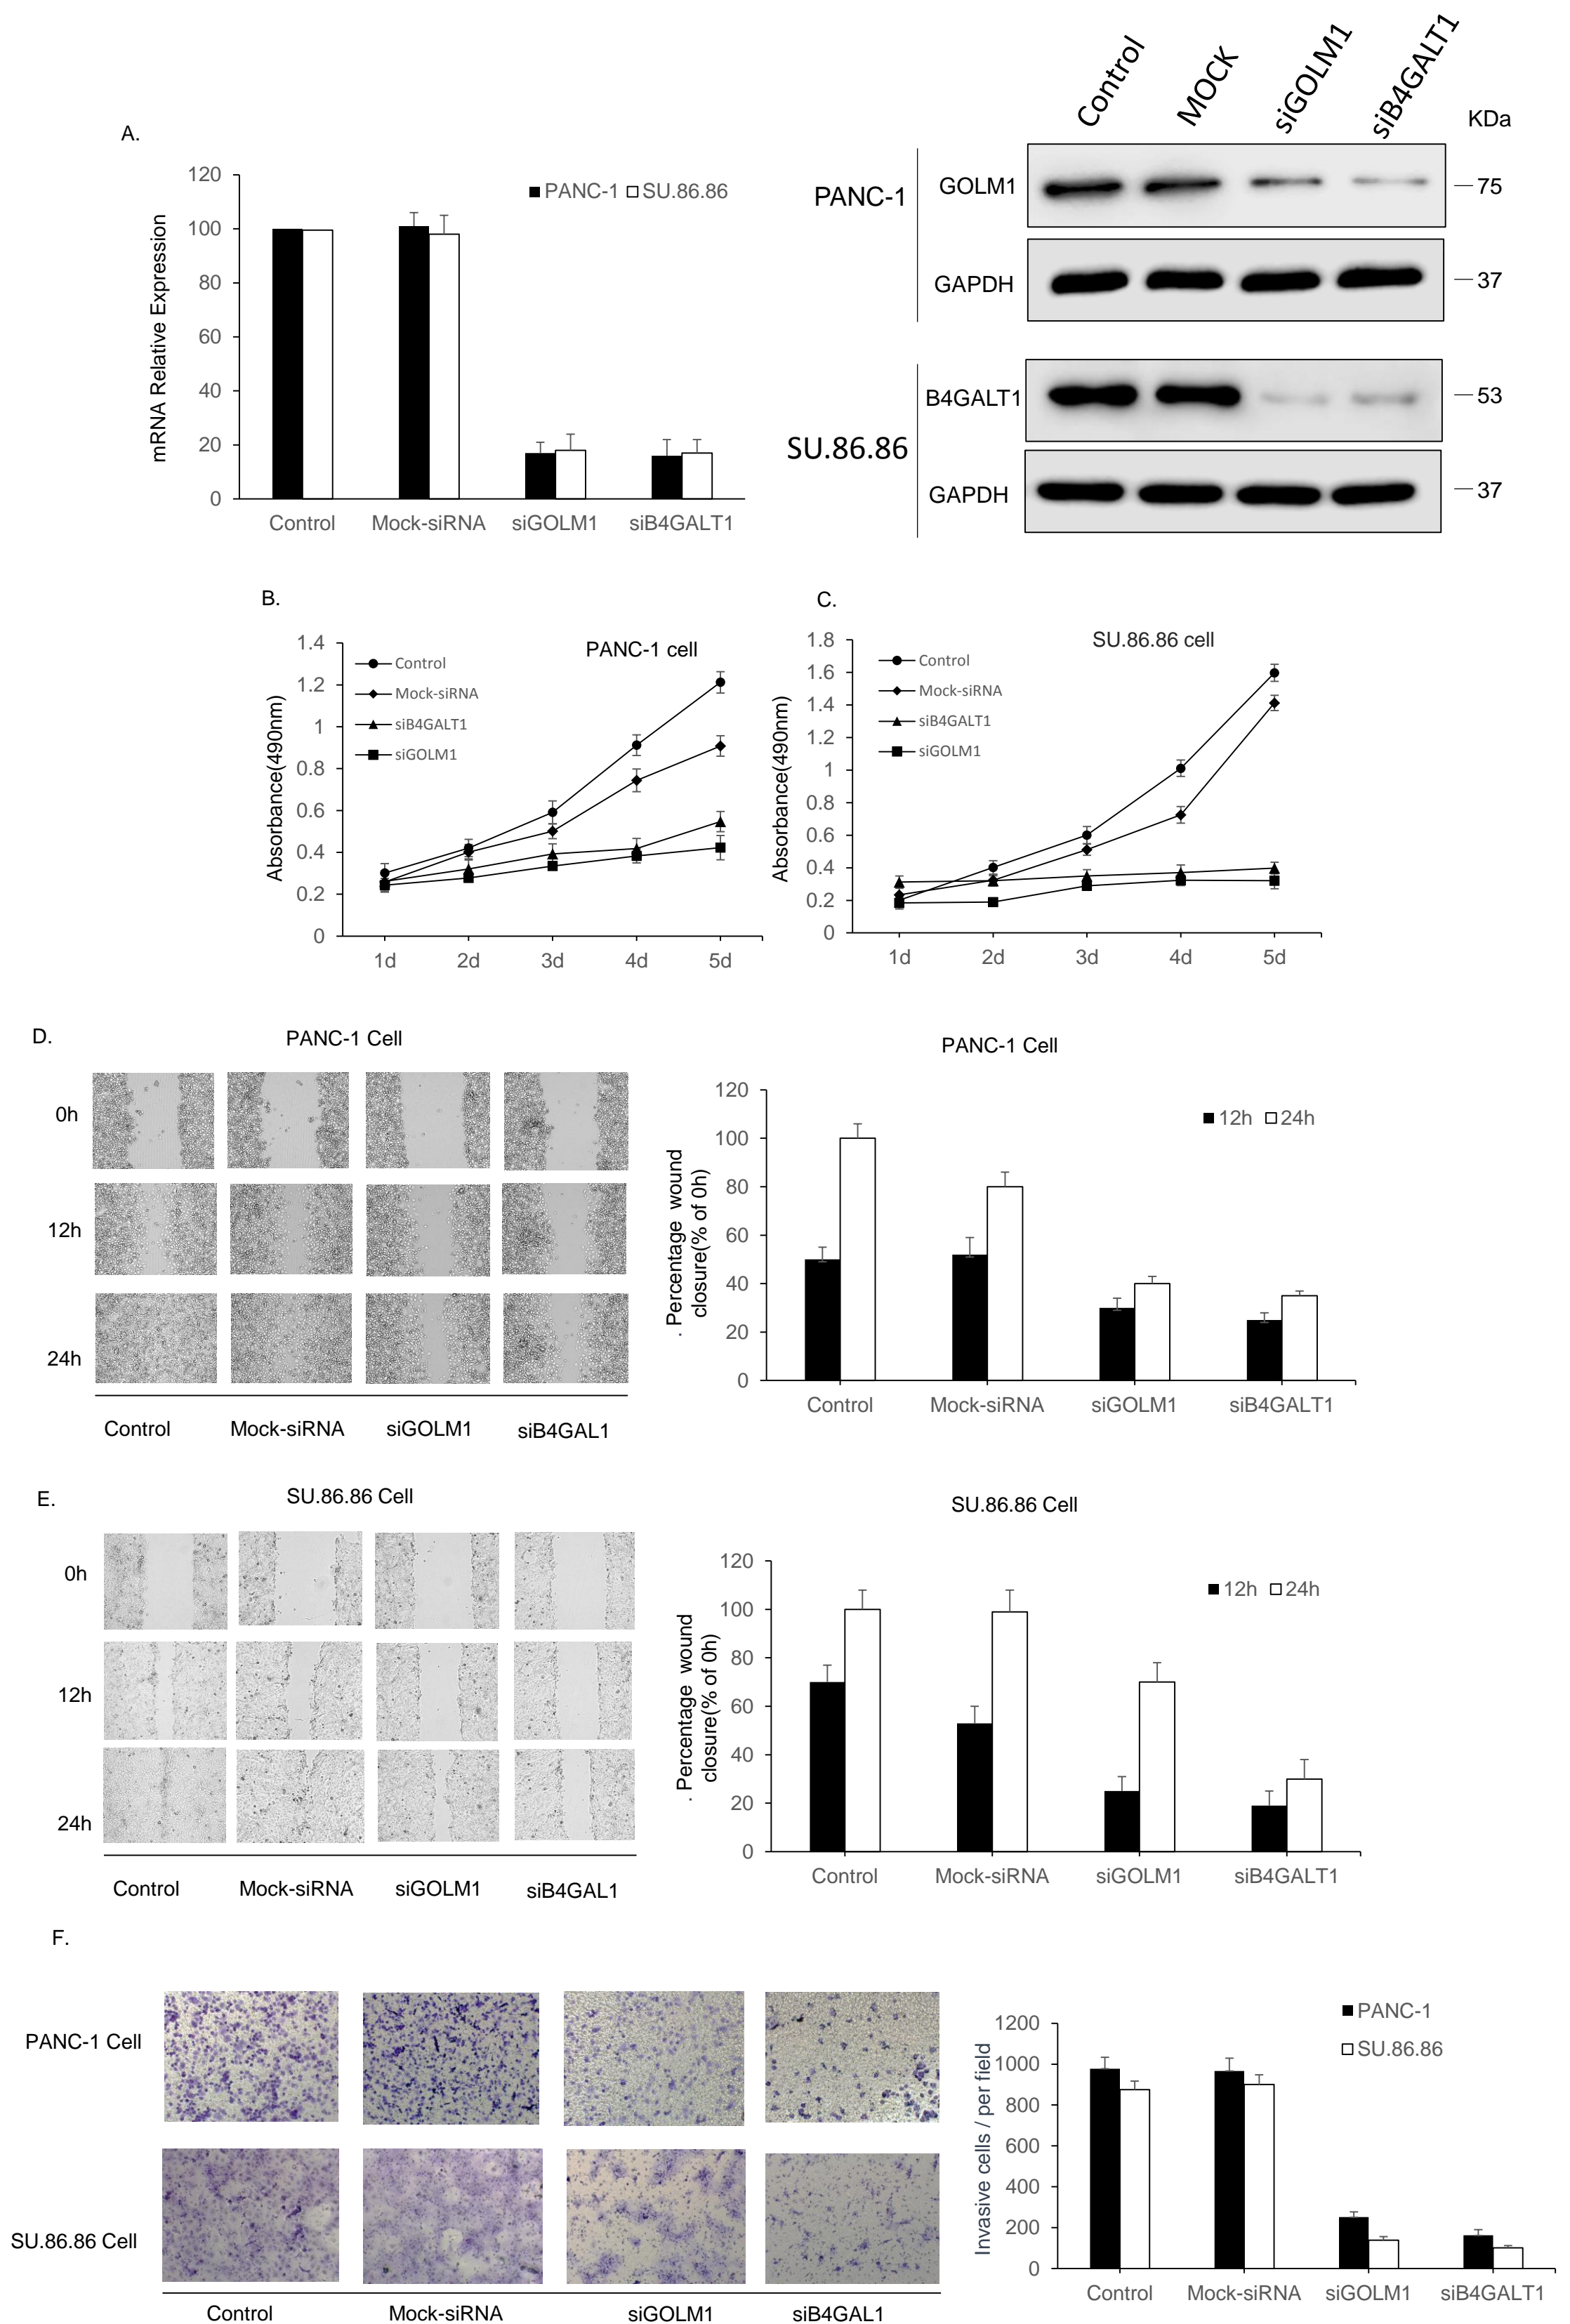 A.
120
100
80
60
40
20
0
mRNA Relative Expression
PANC-1 SU.86.86
Control Mock-siRNA siGOLM1 siB4GALT1
Control MOCK siGOLM1 siB4GALT1 KDa
PANC-1
GOLM1 75
GAPDH 37
SU.86.86
B4GALT1 53
GAPDH 37
B.
PANC-1 cell
Absorbance(490nm)
1.4
1.2
1
0.8
0.6
0.4
0.2
0
Control
Mock-siRNA
siB4GALT1
siGOLM1
1d 2d 3d 4d 5d
C.
SU.86.86 cell
Absorbance(490nm)
1.8
1.6
1.4
1.2
1
0.8
0.6
0.4
0.2
0
Control
Mock-siRNA
siB4GALT1
siGOLM1
1d 2d 3d 4d 5d
D.
PANC-1 Cell
0h
12h
24h
Control Mock-siRNA siGOLM1 siB4GAL1
PANC-1 Cell
. Percentage wound
closure(% of 0h)
120
100
80
60
40
20
0
12h 24h
Control Mock-siRNA siGOLM1 siB4GALT1
E.
SU.86.86 Cell
0h
12h
24h
Control Mock-siRNA siGOLM1 siB4GAL1
SU.86.86 Cell
. Percentage wound
closure(% of 0h)
120
100
80
60
40
20
0
12h 24h
Control Mock-siRNA siGOLM1 siB4GALT1
F.
PANC-1 Cell
SU.86.86 Cell
Control Mock-siRNA siGOLM1 siB4GAL1
Invasive cells / per field
1200
1000
800
600
400
200
0
PANC-1
SU.86.86
Control Mock-siRNA siGOLM1 siB4GALT1